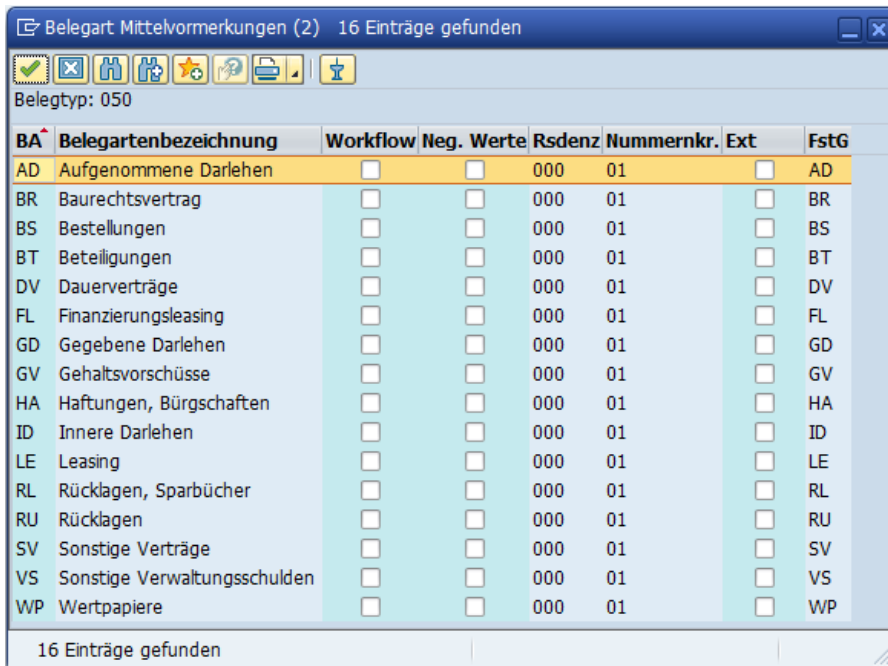 Belegart Mittelvormerkungen (2) 16 Einträge gefunden
Belegtyp: 050
BA Belegartenbezeichnung Workflow Neg. Werte Rsdenz Nummernkr. Ext FstG
AD Aufgenommene Darlehen 000 01 AD
BR Baurechtsvertrag 000 01 BR
BS Bestellungen 000 01 BS
BT Beteiligungen 000 01 BT
DV Dauerverträge 000 01 DV
FL Finanzierungsleasing 000 01 FL
GD Gegebene Darlehen 000 01 GD
GV Gehaltsvorschüsse 000 01 GV
HA Haftungen, Bürgschaften 000 01 HA
ID Innere Darlehen 000 01 ID
LE Leasing 000 01 LE
RL Rücklagen, Sparbücher 000 01 RL
RU Rücklagen 000 01 RU
SV Sonstige Verträge 000 01 SV
VS Sonstige Verwaltungsschulden 000 01 VS
WP Wertpapiere 000 01 WP
16 Einträge gefunden